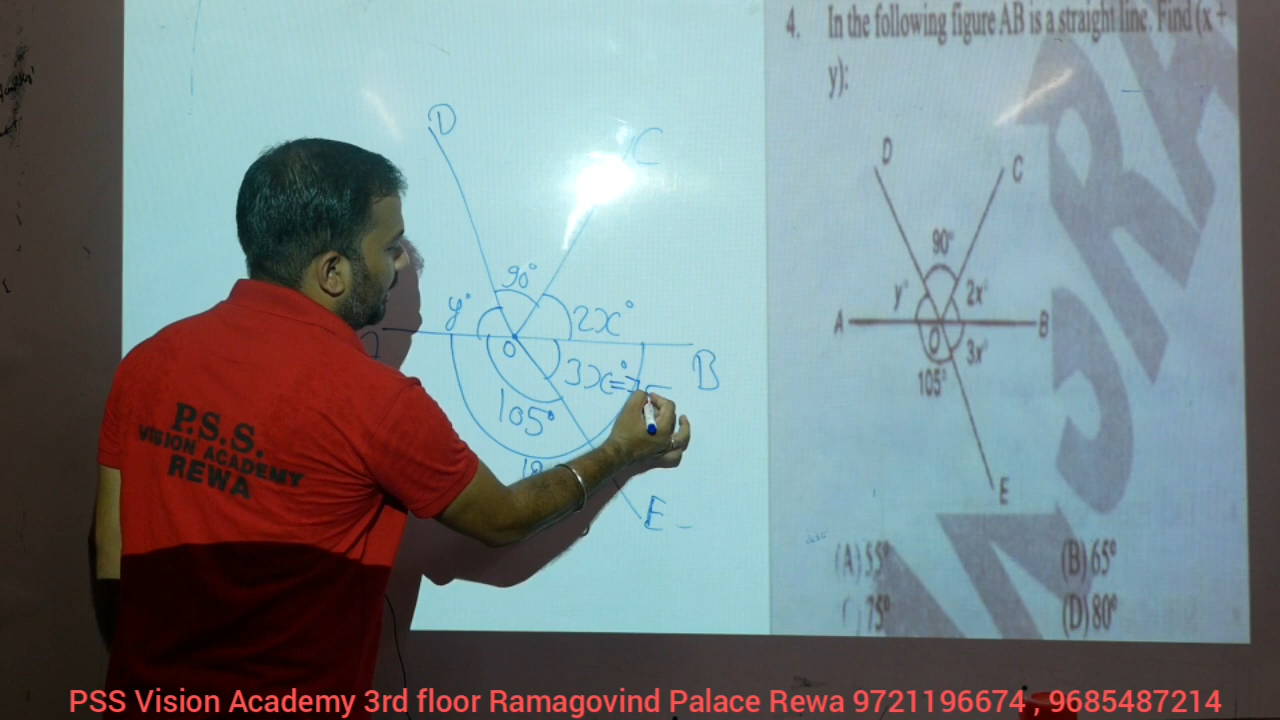 4. In the following figure AB is a straight line. Find (x +
y):
D
C
90°
y°
2x°
A
B
O
3x°
105°
E
(A) 55° (B) 65°
75° (D) 80°
D
C
90°
y°
2x°
O
B
3x°=75
105°
18
E
P.S.S.
VISION ACADEMY
REWA
PSS Vision Academy 3rd floor Ramagovind Palace Rewa 9721196674 , 9685487214